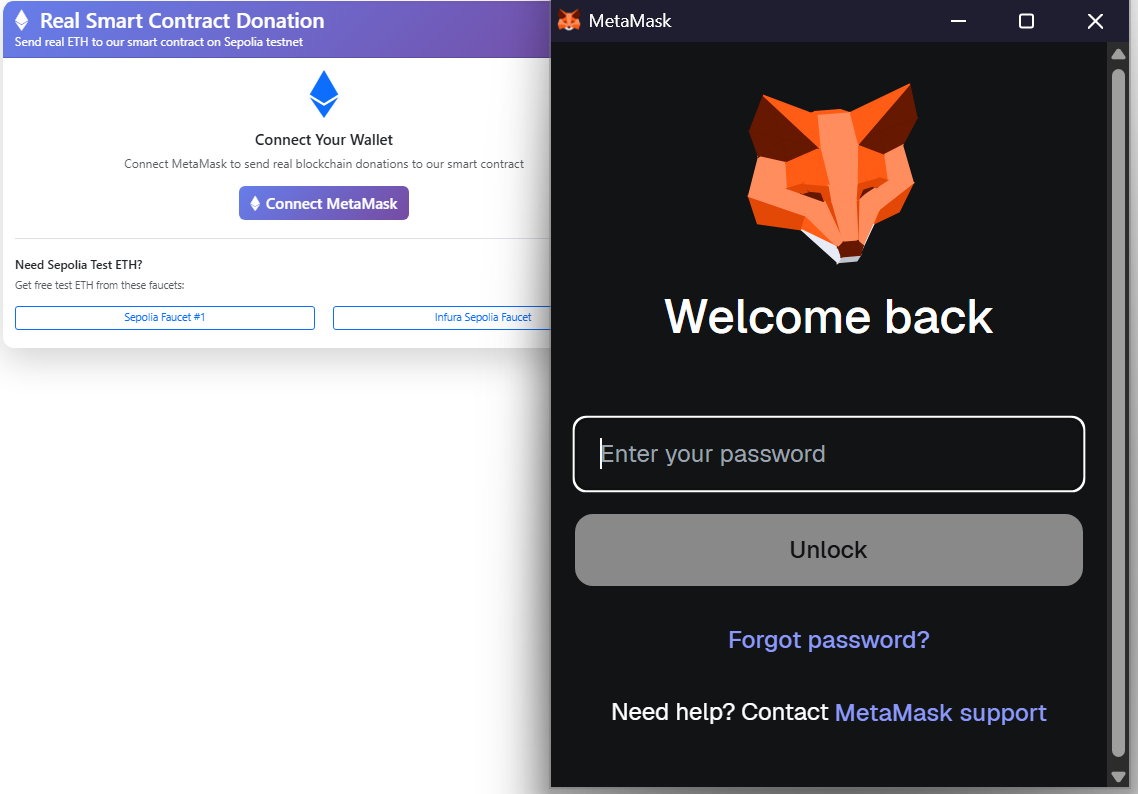 Real Smart Contract Donation
Send real ETH to our smart contract on Sepolia testnet
Connect Your Wallet
Connect MetaMask to send real blockchain donations to our smart contract
Connect MetaMask
Need Sepolia Test ETH?
Get free test ETH from these faucets:
Sepolia Faucet #1
Infura Sepolia Faucet
MetaMask
Welcome back
Enter your password
Unlock
Forgot password?
Need help? Contact MetaMask support